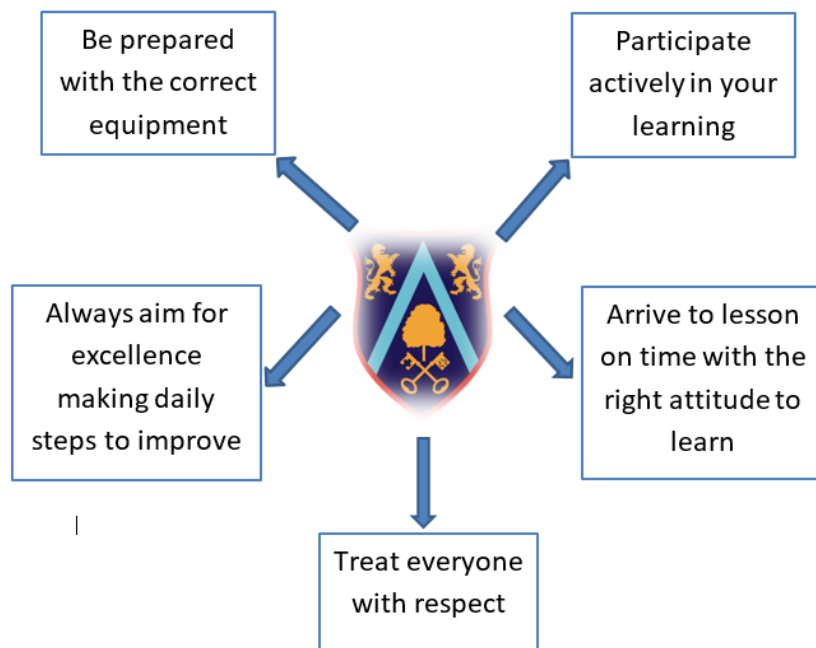 Be prepared
with the correct
equipment
Participate
actively in your
learning
Always aim for
excellence
making daily
steps to improve
Arrive to lesson
on time with the
right attitude to
learn
Treat everyone
with respect